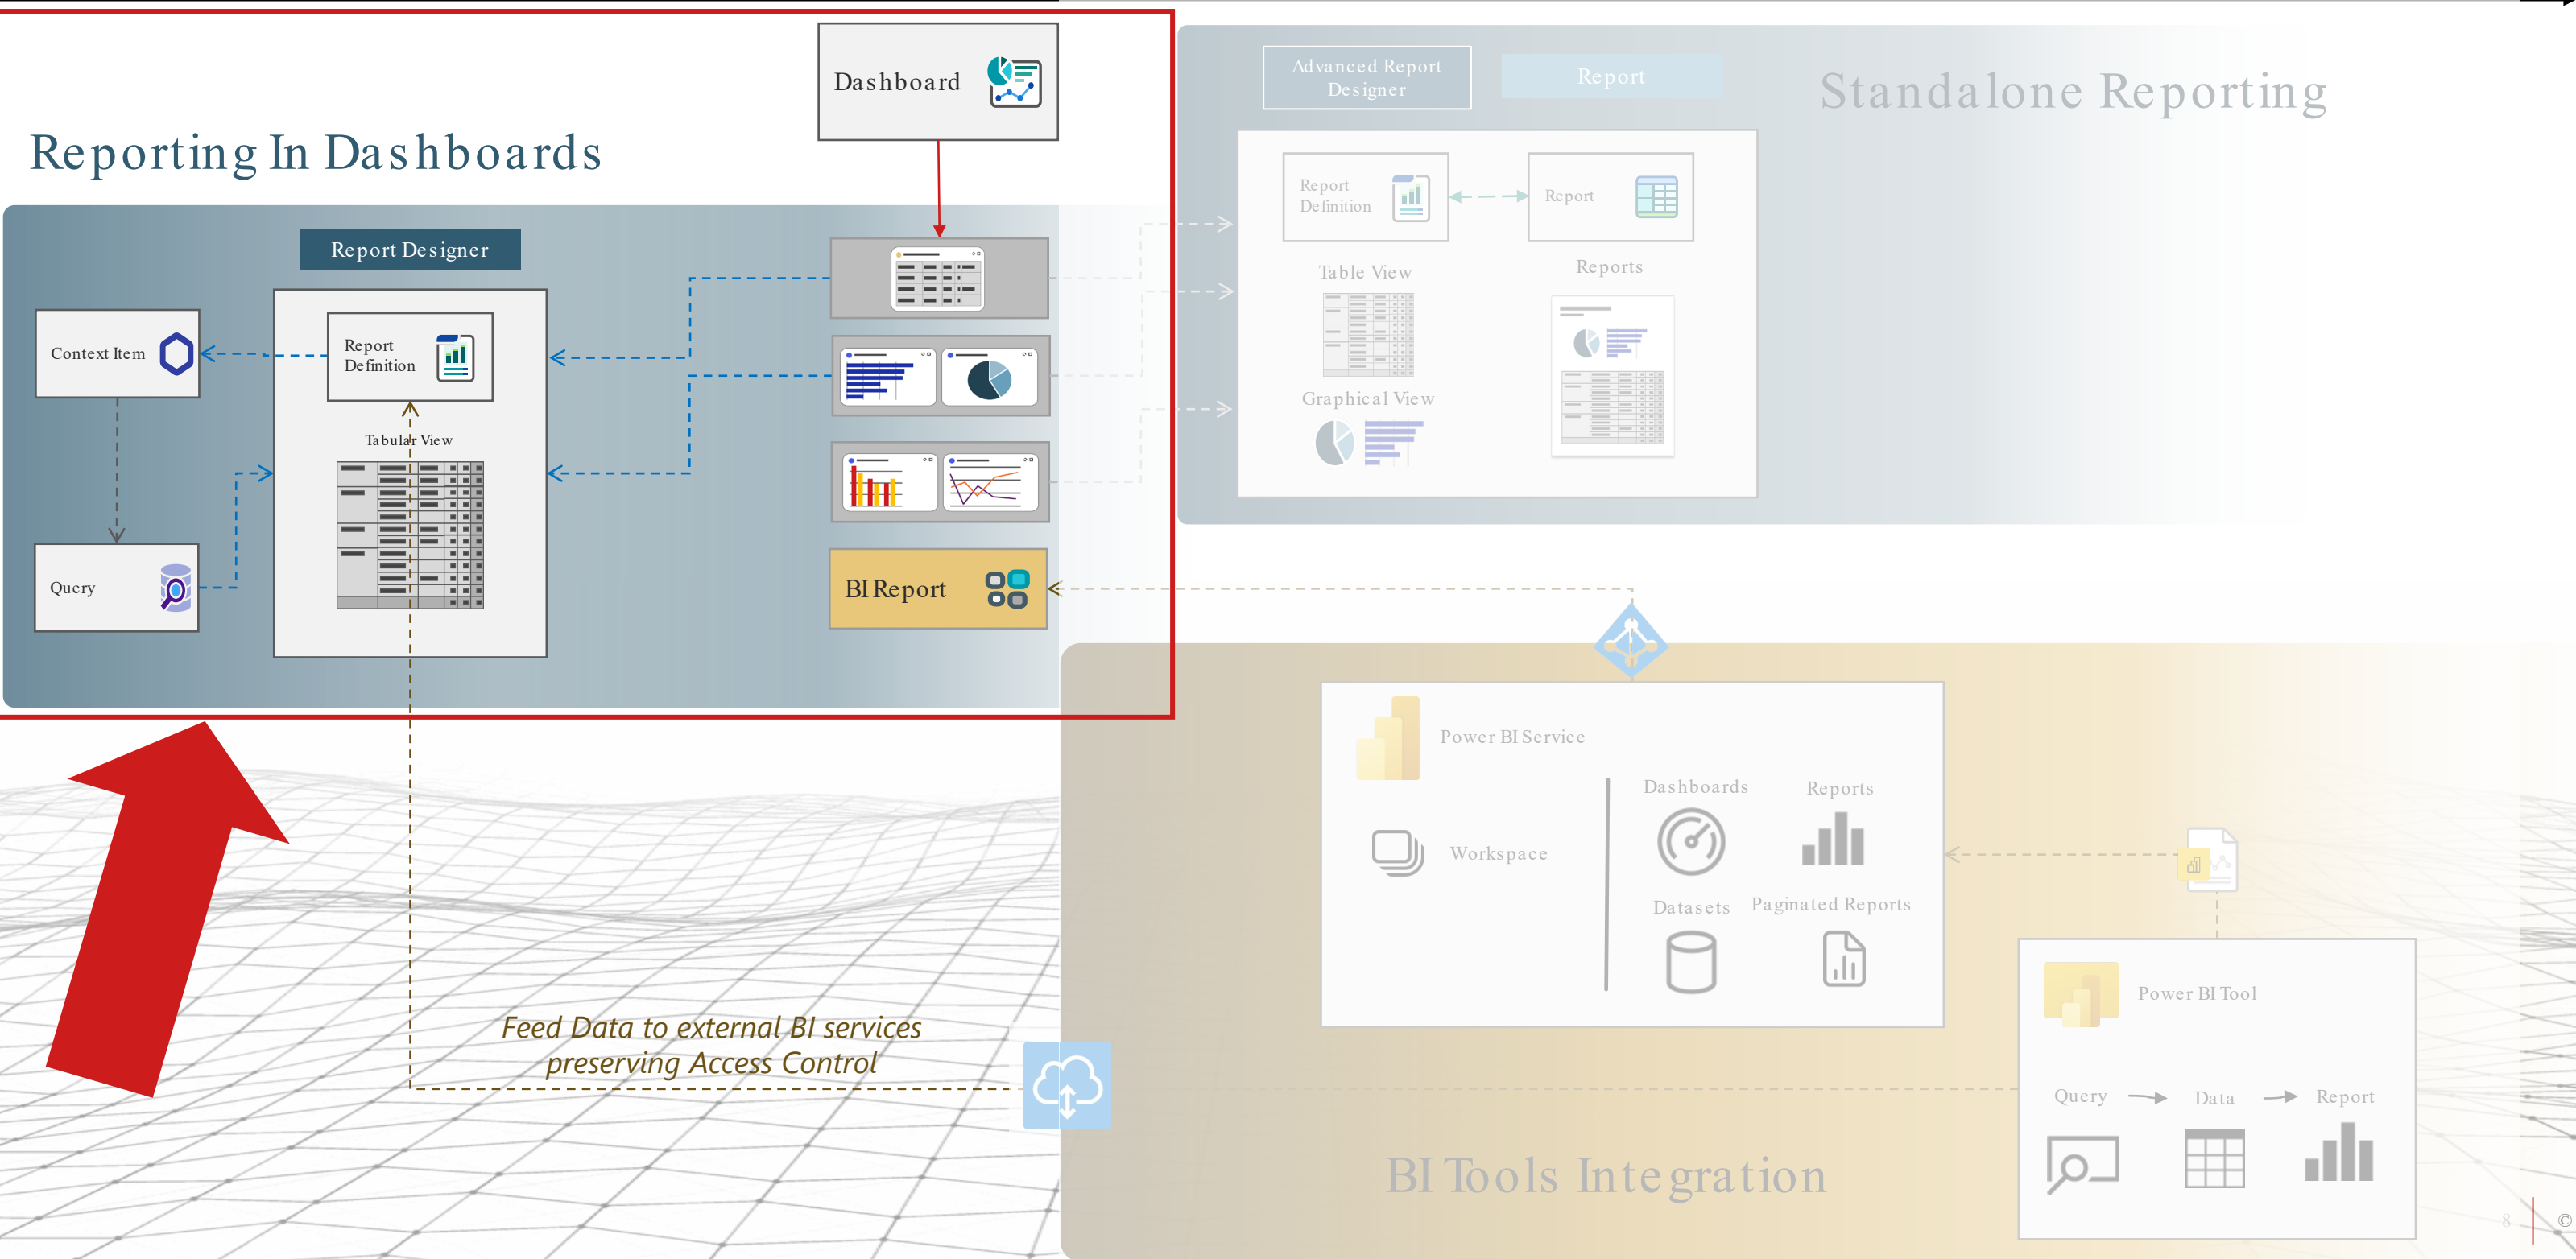 Dashboard
Reporting In Dashboards
Report Designer
Context Item
Report
Definition
Tabular View
Query
BI Report
Advanced Report
Designer
Report
Standalone Reporting
Report
Definition
Report
Table View
Reports
Graphical View
Power BI Service
Dashboards
Reports
Workspace
Datasets
Paginated Reports
Power BI Tool
Feed Data to external BI services
preserving Access Control
Query
Data
Report
BI Tools Integration
8
©